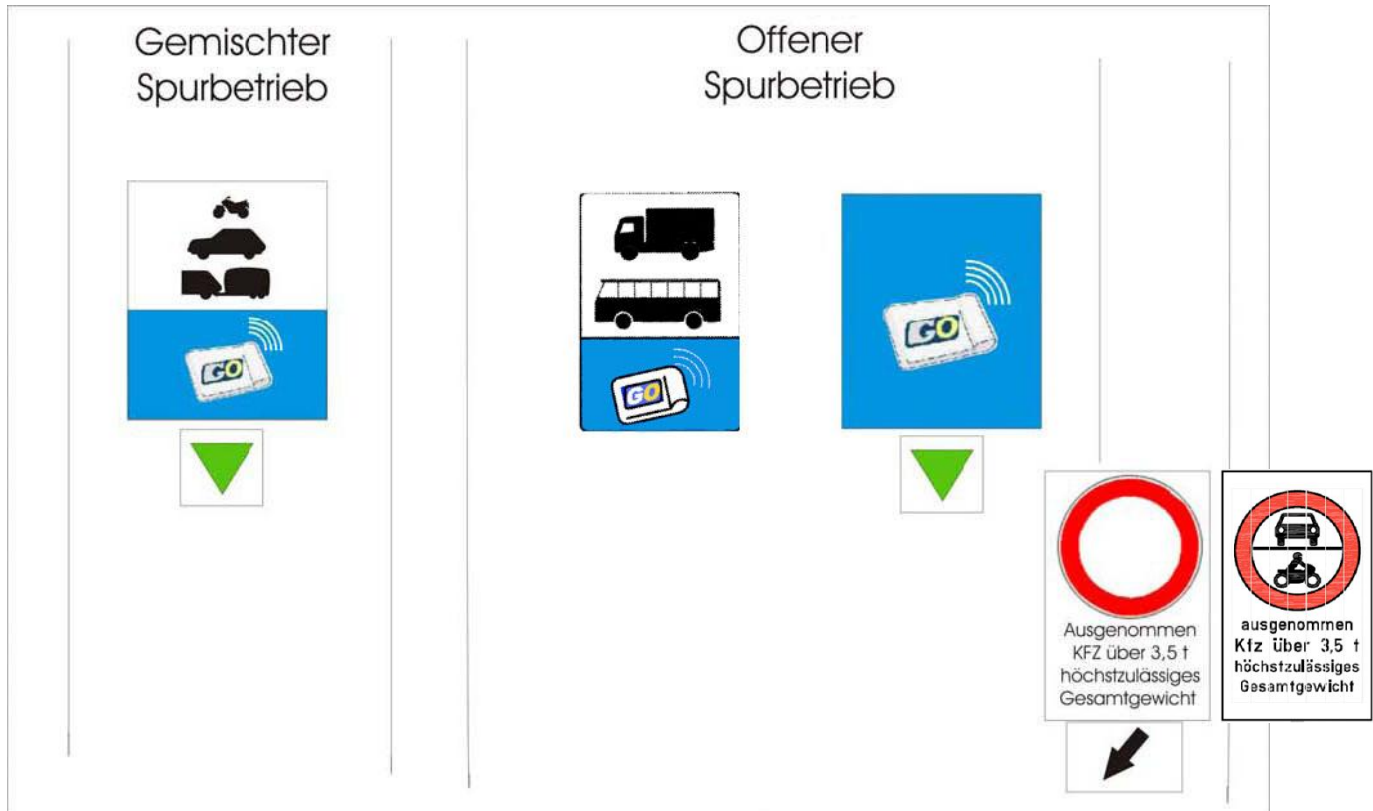 Gemischter
Spurbetrieb
Offener
Spurbetrieb
GO
GO
GO
Ausgenommen
KFZ über 3,5 t
höchstzulässiges
Gesamtgewicht
ausgenommen
Kfz über 3,5 t
höchstzulässiges
Gesamtgewicht